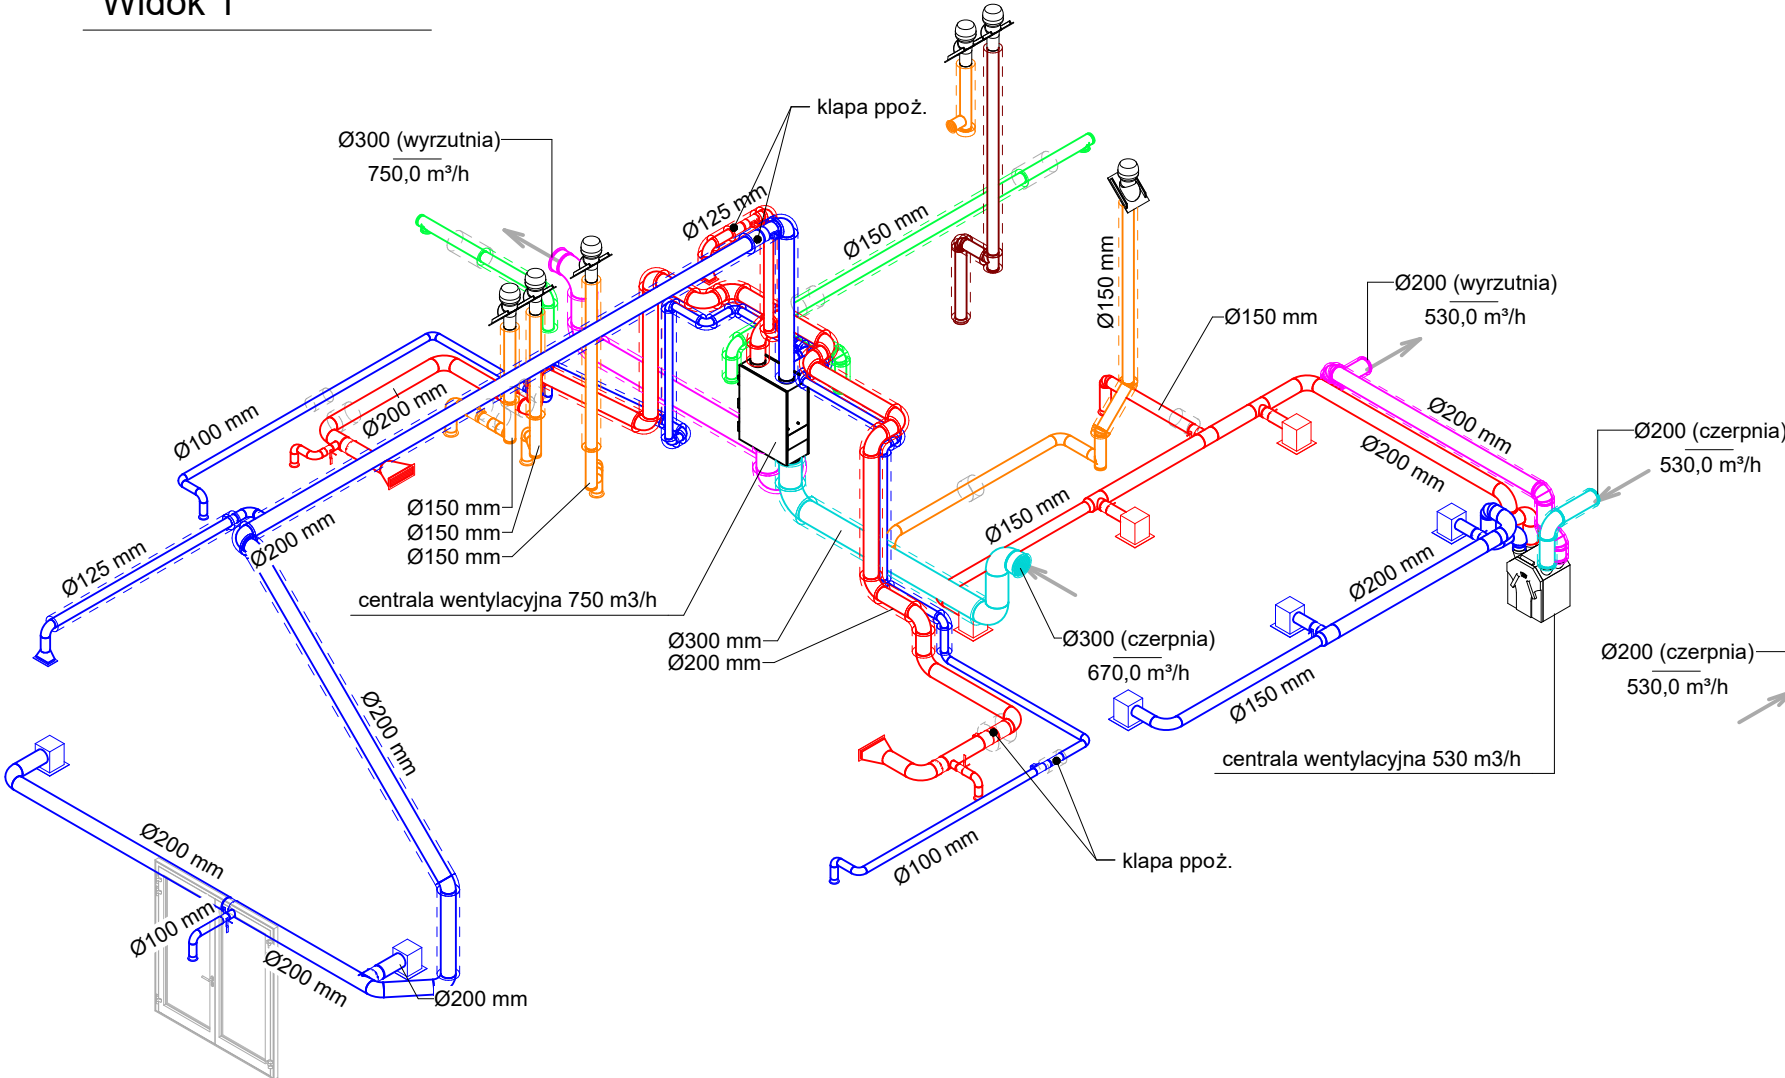 Widok 1
klapa ppoż.
Ø300 (wyrzutnia)
750,0 m³/h
Ø125 mm
Ø150 mm
Ø150 mm
Ø200 (wyrzutnia)
530,0 m³/h
Ø150 mm
Ø200 mm
Ø100 mm
Ø200 mm
Ø200 mm
Ø200 (czerpnia)
530,0 m³/h
Ø150 mm
Ø150 mm
Ø150 mm
Ø200 mm
Ø150 mm
Ø125 mm
Ø200 mm
centrala wentylacyjna 750 m3/h
Ø300 mm
Ø200 mm
Ø300 (czerpnia)
670,0 m³/h
Ø200 (czerpnia)
530,0 m³/h
Ø150 mm
Ø200 mm
centrala wentylacyjna 530 m3/h
Ø200 mm
Ø100 mm
klapa ppoż.
Ø100 mm
Ø200 mm
Ø200 mm